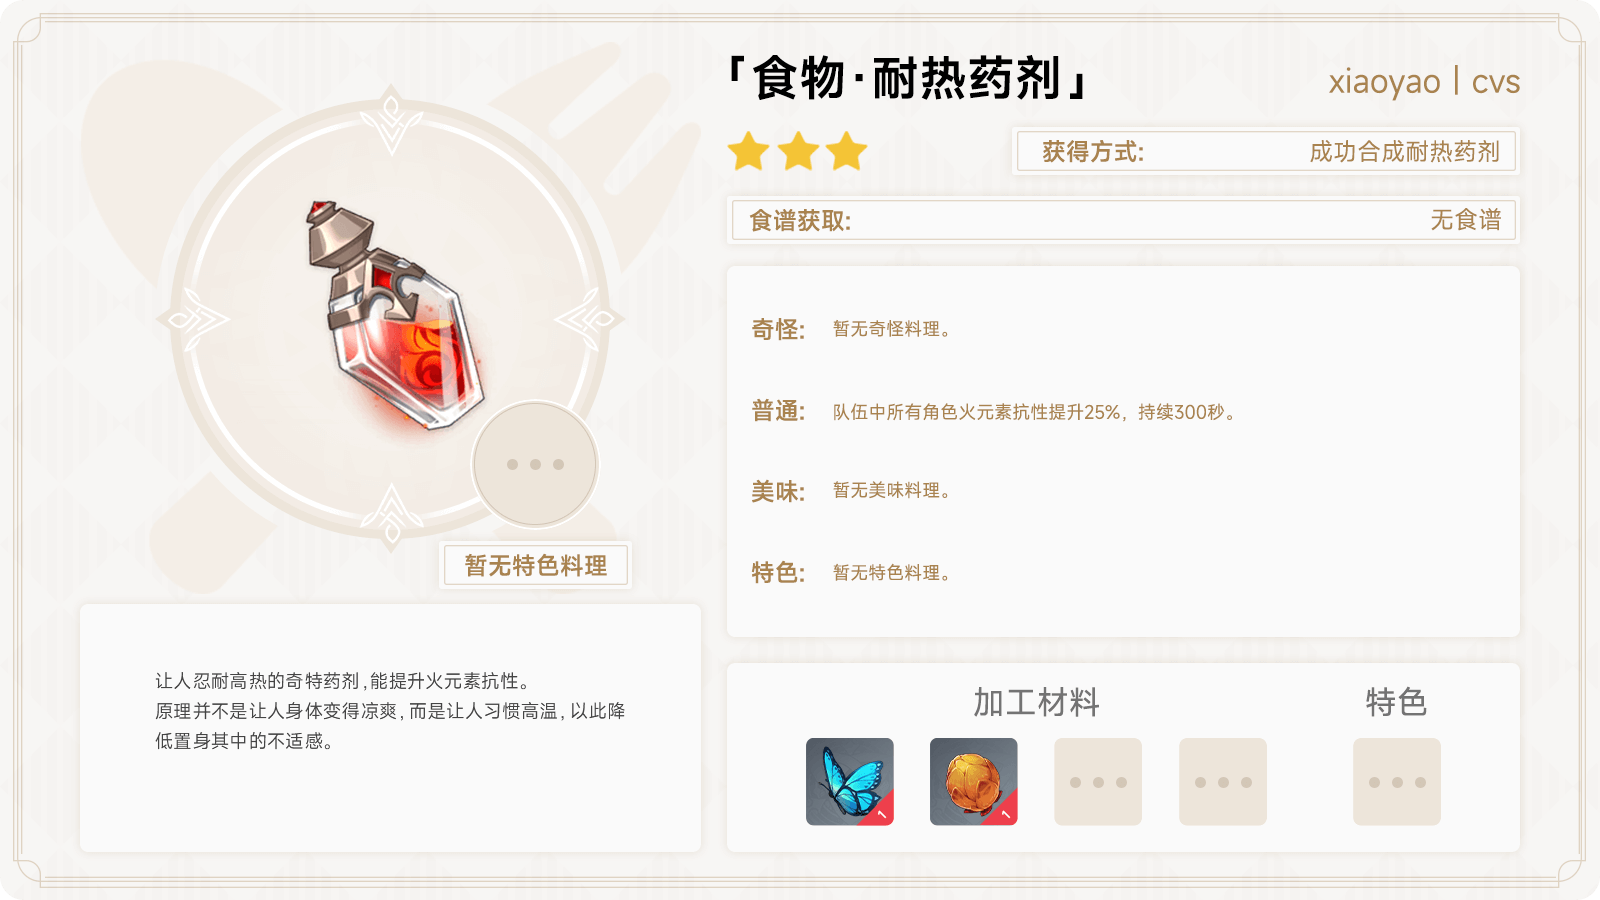 「食物·耐热药剂」
xiaoyao | cvs
获得方式:
成功合成耐热药剂
食谱获取:
无食谱
奇怪:
暂无奇怪料理。
普通:
队伍中所有角色火元素抗性提升25%，持续300秒。
美味:
暂无美味料理。
特色:
暂无特色料理。
暂无特色料理
让人忍耐高热的奇特药剂,能提升火元素抗性。
原理并不是让人身体变得凉爽,而是让人习惯高温,以此降
低置身其中的不适感。
加工材料
特色
1
1